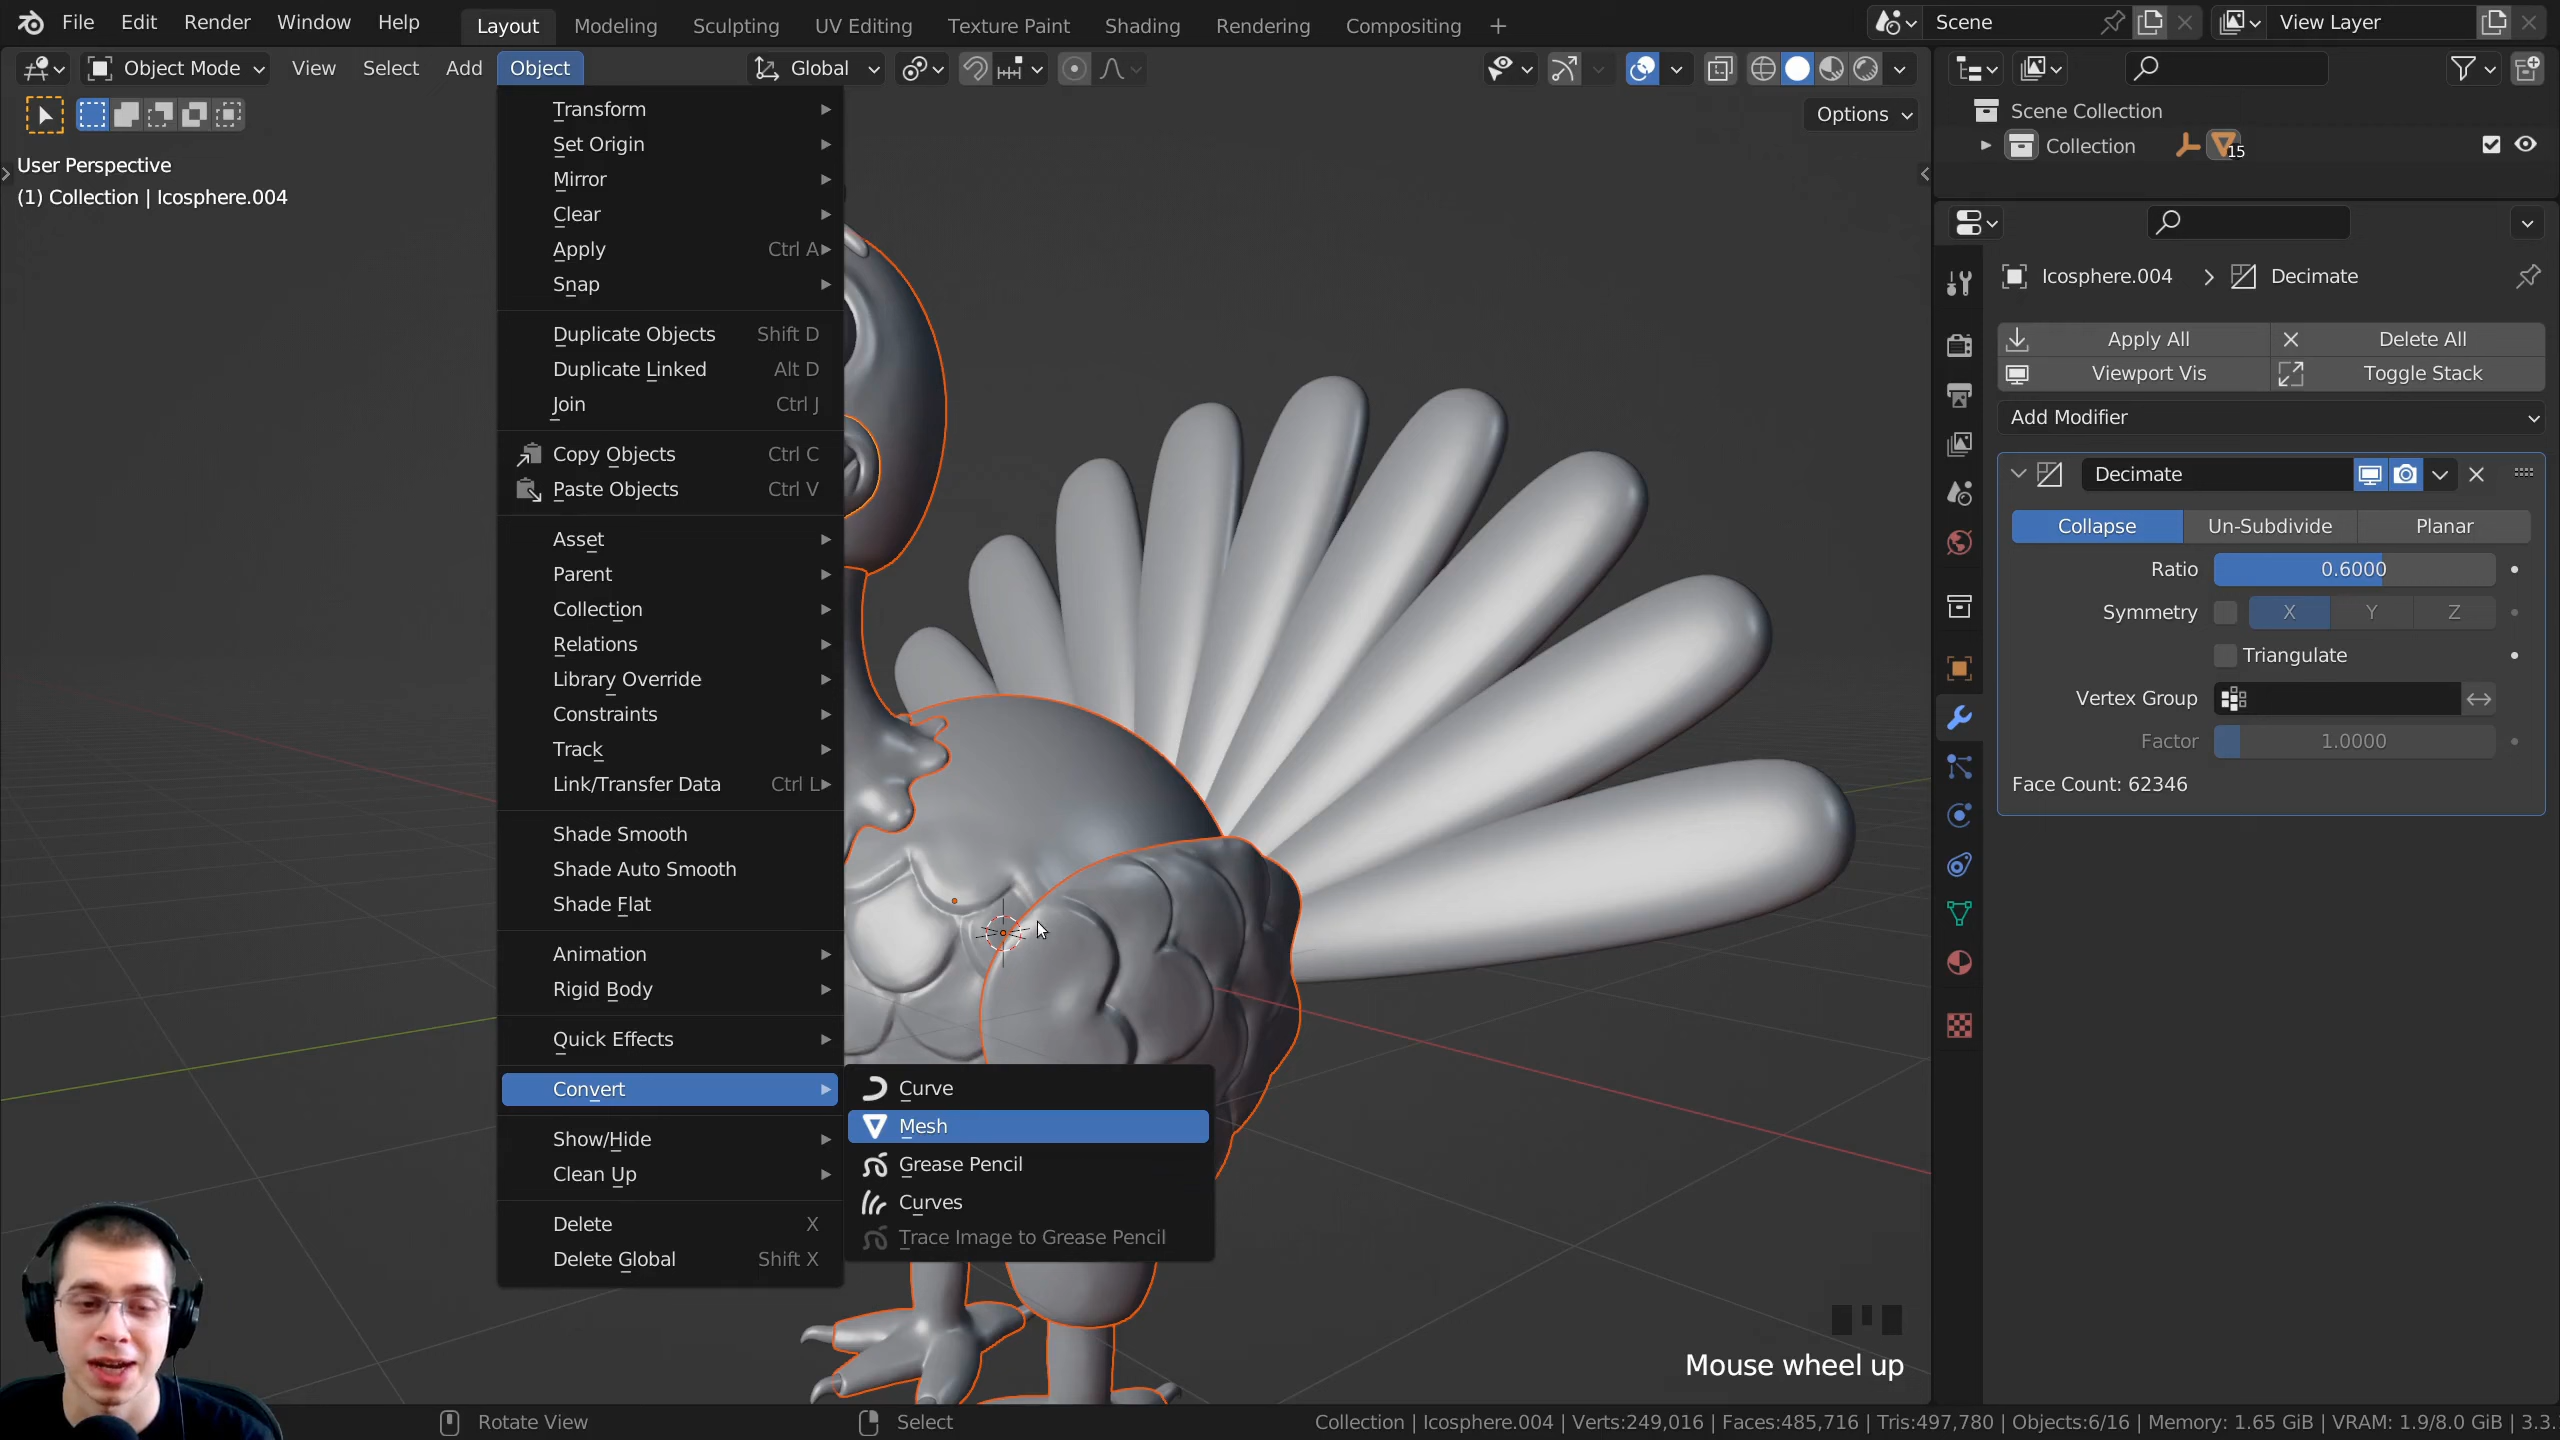 File Edit Render Window Help Layout Modeling Sculpting UV Editing Texture Paint Shading Rendering Compositing + Scene View Layer
Object Mode View Select Add Object Global
Options
User Perspective
(1) Collection | Icosphere.004
Transform
Set Origin
Mirror
Clear
Apply Ctrl A
Snap
Duplicate Objects Shift D
Duplicate Linked Alt D
Join Ctrl J
Copy Objects Ctrl C
Paste Objects Ctrl V
Asset
Parent
Collection
Relations
Library Override
Constraints
Track
Link/Transfer Data Ctrl L
Shade Smooth
Shade Auto Smooth
Shade Flat
Animation
Rigid Body
Quick Effects
Convert
Show/Hide
Clean Up
Delete X
Delete Global Shift X
Curve
Mesh
Grease Pencil
Curves
Trace Image to Grease Pencil
Scene Collection
Collection 15
Icosphere.004 > Decimate
Apply All Delete All
Viewport Vis Toggle Stack
Add Modifier
Decimate
Collapse Un-Subdivide Planar
Ratio 0.6000
Symmetry X Y Z
Triangulate
Vertex Group
Factor 1.0000
Face Count: 62346
Mouse wheel up
Rotate View Select Collection | Icosphere.004 | Verts:249,016 | Faces:485,716 | Tris:497,780 | Objects:6/16 | Memory: 1.65 GiB | VRAM: 1.9/8.0 GiB | 3.3.